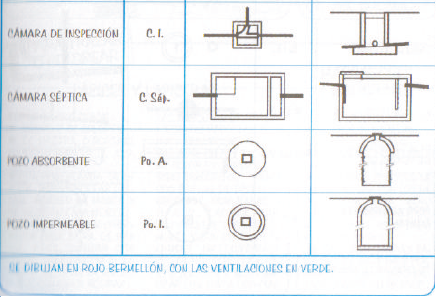 CÁMARA DE INSPECCIÓN C. I.
CÁMARA SÉPTICA C. Sép.
POZO ABSORBENTE Po. A.
POZO IMPERMEABLE Po. I.
SE DIBUJAN EN ROJO BERMELLÓN, CON LAS VENTILACIONES EN VERDE.